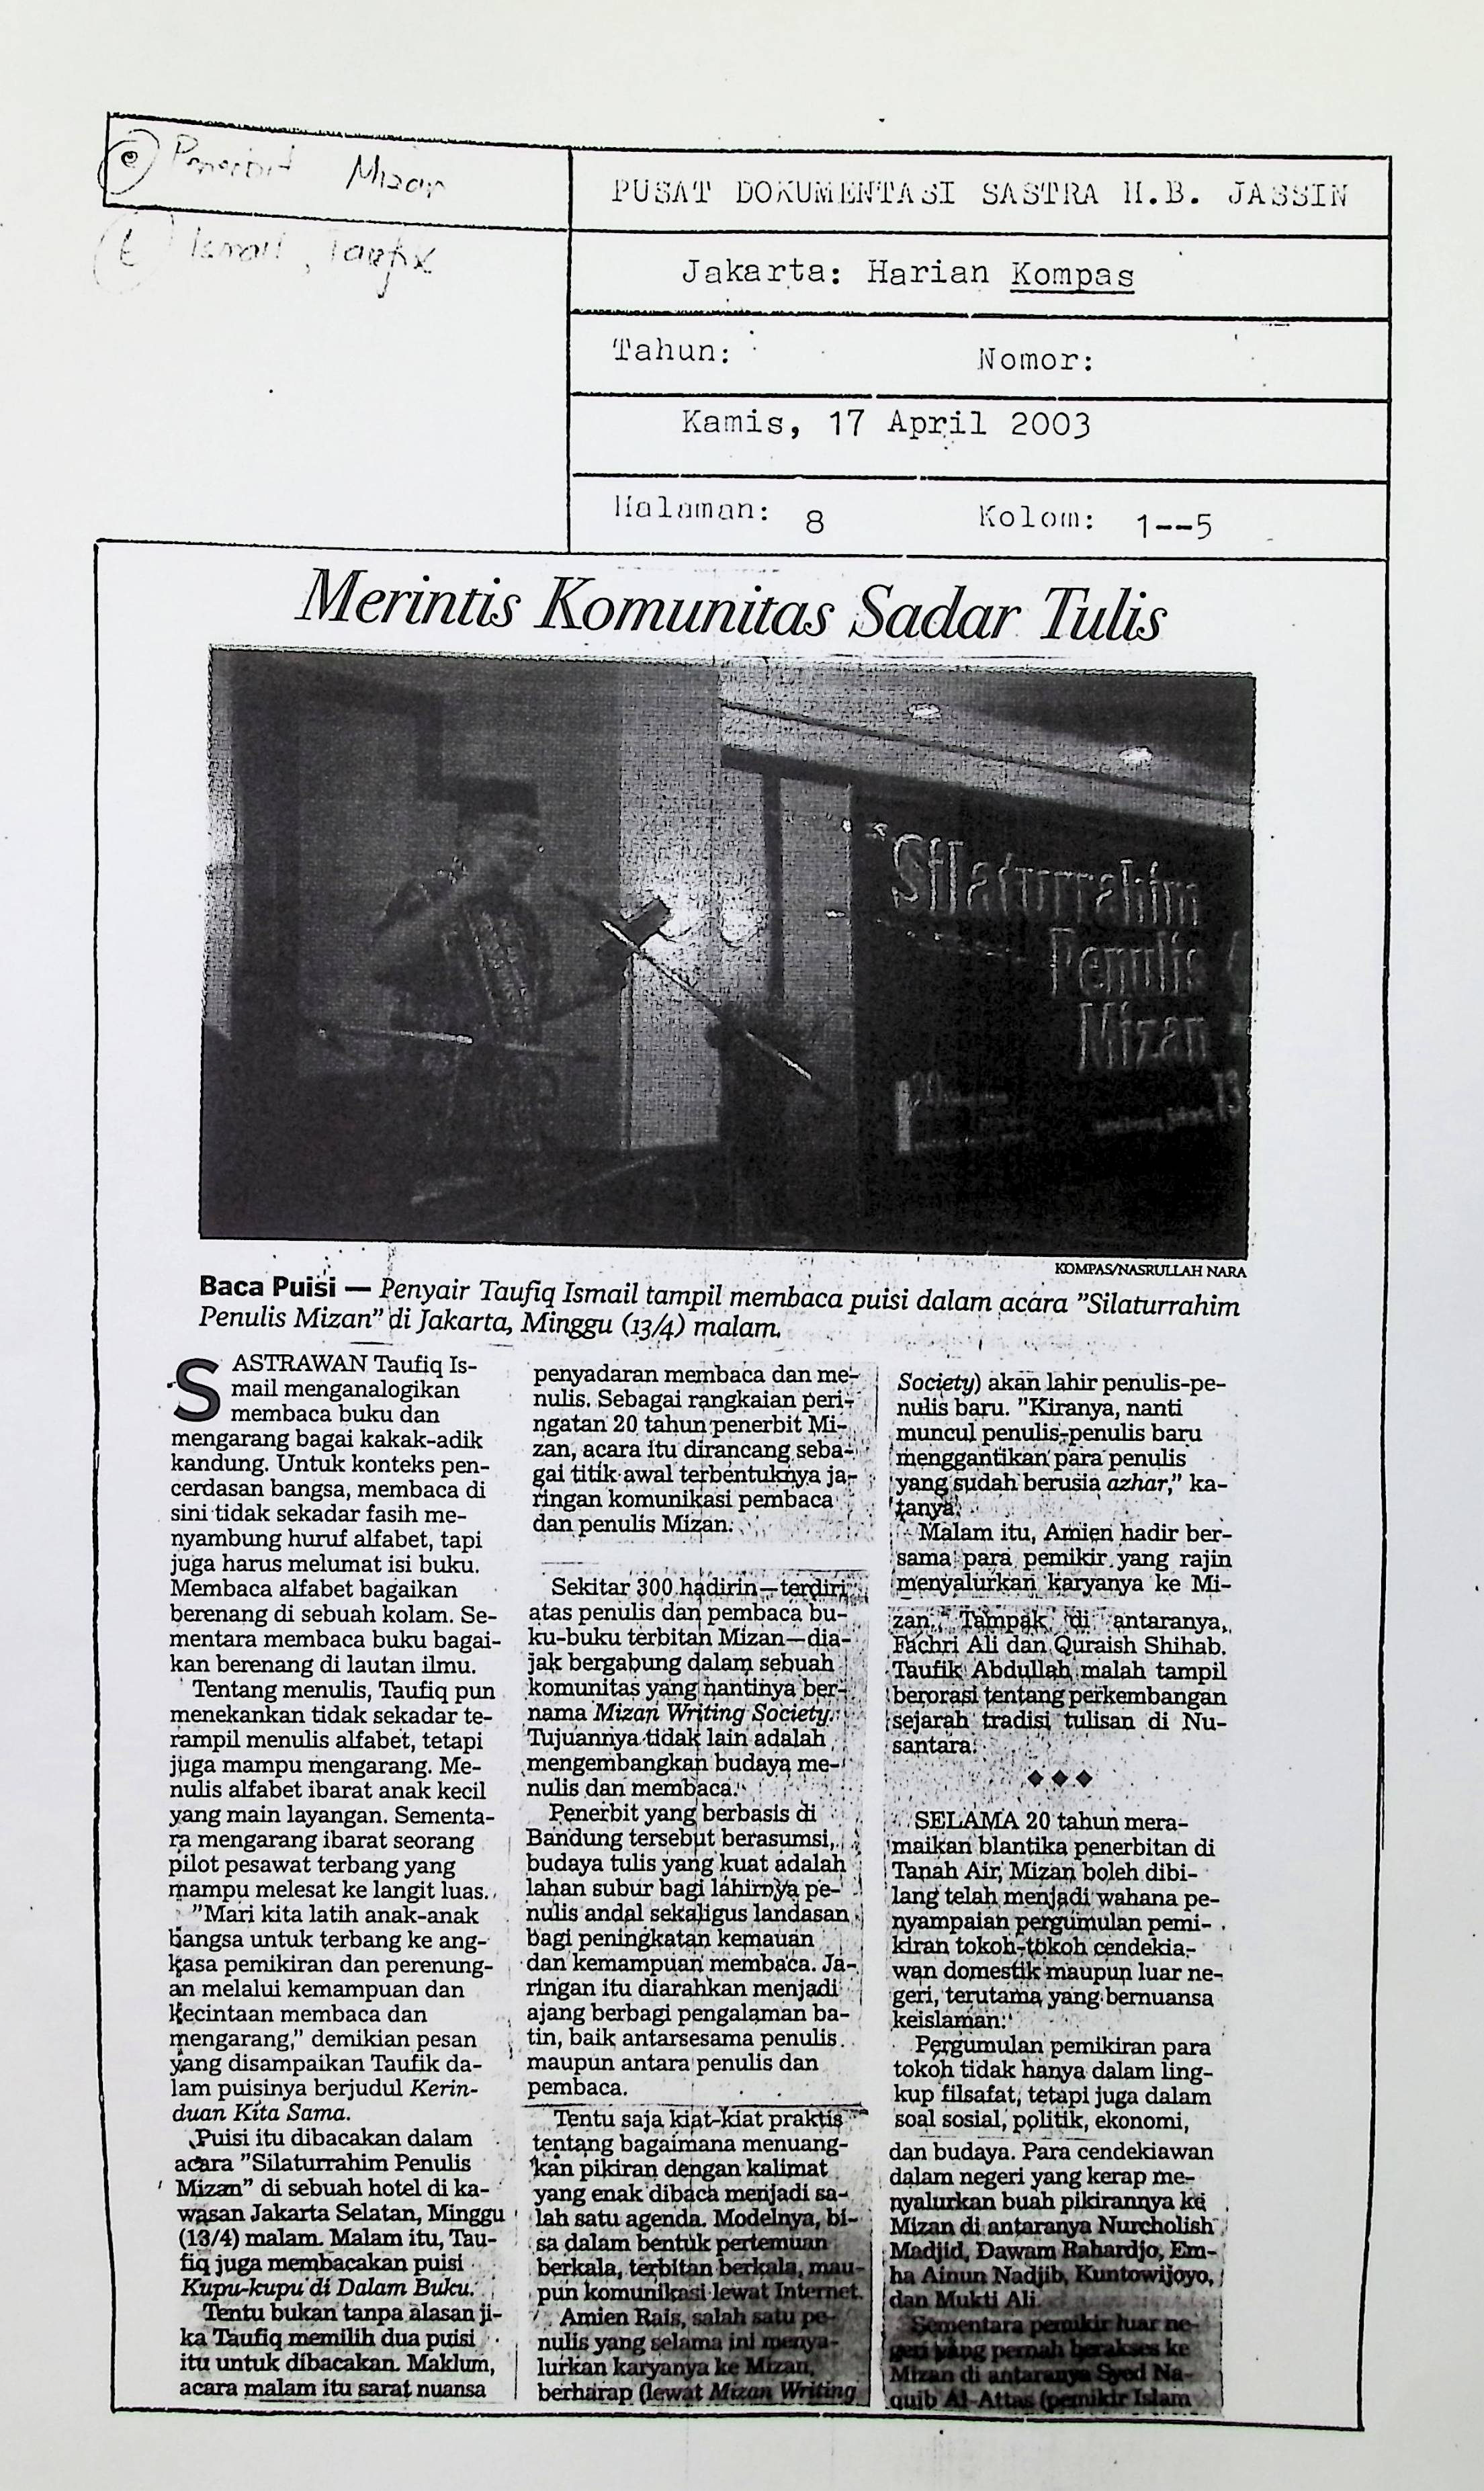 Penerbit Mizan
Ismail, Taufix
PUSAT DOKUMENTASI SASTRA H.B. JASSIN
Jakarta: Harian Kompas
Tahun: Nomor:
Kamis, 17 April 2003
Halaman: 8 Kolom: 1--5
Merintis Komunitas Sadar Tulis
"Silaturrahim
Penulis
Mizan
20
13
KOMPAS/NASRULLAH NARA
Baca Puisi — Penyair Taufiq Ismail tampil membaca puisi dalam acara "Silaturrahim
Penulis Mizan" di Jakarta, Minggu (13/4) malam.
SASTRAWAN Taufiq Is-
mail menganalogikan
membaca buku dan
mengarang bagai kakak-adik
kandung. Untuk konteks pen-
cerdasan bangsa, membaca di
sini tidak sekadar fasih me-
nyambung huruf alfabet, tapi
juga harus melumat isi buku.
Membaca alfabet bagaikan
berenang di sebuah kolam. Se-
mentara membaca buku bagai-
kan berenang di lautan ilmu.
Tentang menulis, Taufiq pun
menekankan tidak sekadar te-
rampil menulis alfabet, tetapi
juga mampu mengarang. Me-
nulis alfabet ibarat anak kecil
yang main layangan. Sementa-
ra mengarang ibarat seorang
pilot pesawat terbang yang
mampu melesat ke langit luas.
"Mari kita latih anak-anak
bangsa untuk terbang ke ang-
kasa pemikiran dan perenung-
an melalui kemampuan dan
kecintaan membaca dan
mengarang," demikian pesan
yang disampaikan Taufik da-
lam puisinya berjudul Kerin-
duan Kita Sama.
Puisi itu dibacakan dalam
acara "Silaturrahim Penulis
Mizan" di sebuah hotel di ka-
wasan Jakarta Selatan, Minggu
(13/4) malam. Malam itu, Tau-
fiq juga membacakan puisi
Kupu-kupu di Dalam Buku.
Tentu bukan tanpa alasan ji-
ka Taufiq memilih dua puisi
itu untuk dibacakan. Maklum,
acara malam itu sarat nuansa
penyadaran membaca dan me-
nulis. Sebagai rangkaian peri-
ngatan 20 tahun penerbit Mi-
zan, acara itu dirancang seba-
gai titik awal terbentuknya ja-
ringan komunikasi pembaca
dan penulis Mizan.
Sekitar 300 hadirin—terdiri
atas penulis dan pembaca bu-
ku-buku terbitan Mizan—dia-
jak bergabung dalam sebuah
komunitas yang nantinya ber-
nama Mizan Writing Society.
Tujuannya tidak lain adalah
mengembangkan budaya me-
nulis dan membaca.
Penerbit yang berbasis di
Bandung tersebut berasumsi,
budaya tulis yang kuat adalah
lahan subur bagi lahirnya pe-
nulis andal sekaligus landasan
bagi peningkatan kemauan
dan kemampuan membaca. Ja-
ringan itu diarahkan menjadi
ajang berbagi pengalaman ba-
tin, baik antarsesama penulis
maupun antara penulis dan
pembaca.
Tentu saja kiat-kiat praktis
tentang bagaimana menuang-
kan pikiran dengan kalimat
yang enak dibaca menjadi sa-
lah satu agenda. Modelnya, bi-
sa dalam bentuk pertemuan
berkala, terbitan berkala, mau-
pun komunikasi lewat Internet.
Amien Rais, salah satu pe-
nulis yang selama ini menya-
lurkan karyanya ke Mizan,
berharap (lewat Mizan Writing
Society) akan lahir penulis-pe-
nulis baru. "Kiranya, nanti
muncul penulis-penulis baru
menggantikan para penulis
yang sudah berusia azhar," ka-
tanya.
Malam itu, Amien hadir ber-
sama para pemikir yang rajin
menyalurkan karyanya ke Mi-
zan. Tampak di antaranya,
Fachri Ali dan Quraish Shihab.
Taufik Abdullah malah tampil
berorasi tentang perkembangan
sejarah tradisi tulisan di Nu-
santara.
◆◆◆
SELAMA 20 tahun mera-
maikan blantika penerbitan di
Tanah Air, Mizan boleh dibi-
lang telah menjadi wahana pe-
nyampaian pergumulan pemi-
kiran tokoh-tokoh cendekia-
wan domestik maupun luar ne-
geri, terutama yang bernuansa
keislaman.
Pergumulan pemikiran para
tokoh tidak hanya dalam ling-
kup filsafat, tetapi juga dalam
soal sosial, politik, ekonomi,
dan budaya. Para cendekiawan
dalam negeri yang kerap me-
nyalurkan buah pikirannya ke
Mizan di antaranya Nurcholish
Madjid, Dawam Rahardjo, Em-
ha Ainun Nadjib, Kuntowijoyo,
dan Mukti Ali.
Sementara pemikir luar ne-
geri yang pernah berakses ke
Mizan di antaranya Syed Na-
quib Al-Attas (pemikir Islam